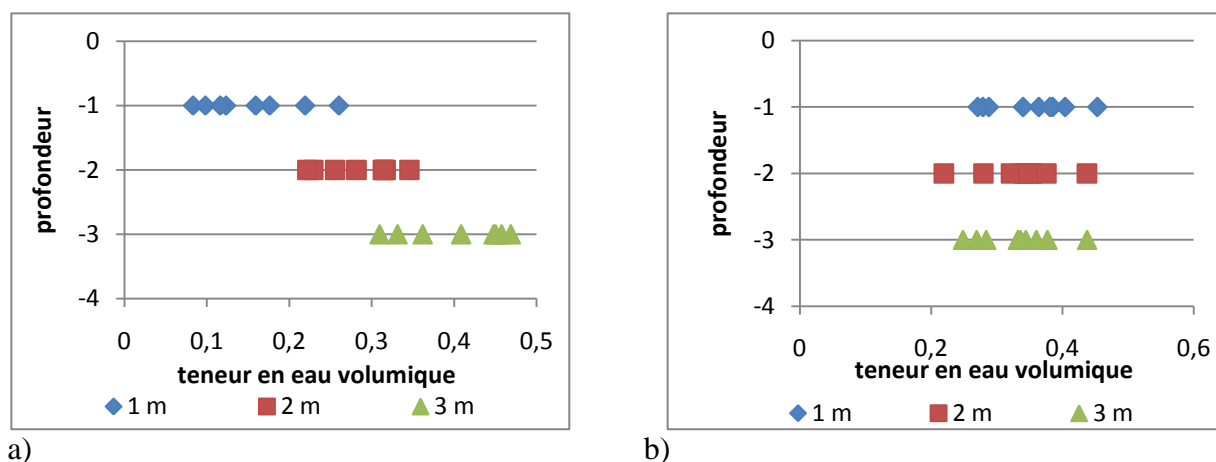 0
-1
-2
-3
-4
profondeur
0 0,1 0,2 0,3 0,4 0,5
teneur en eau volumique
1 m 2 m 3 m
a)
0
-1
-2
-3
-4
profondeur
0 0,2 0,4 0,6
teneur en eau volumique
1 m 2 m 3 m
b)